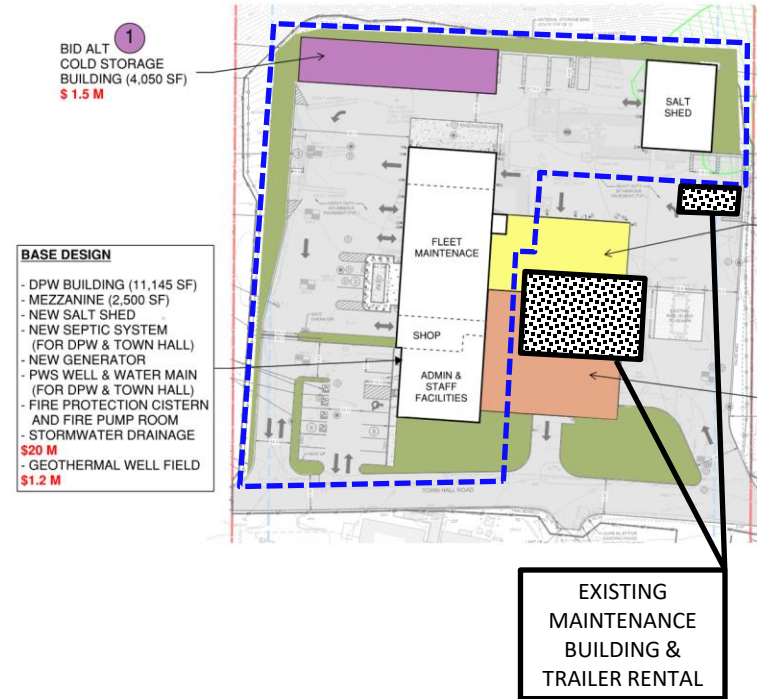 BID ALT 1
COLD STORAGE
BUILDING (4,050 SF)
$ 1.5 M
SALT
SHED
FLEET
MAINTENACE
SHOP
ADMIN &
STAFF
FACILITIES
TOWN HALL ROAD
BASE DESIGN
- DPW BUILDING (11,145 SF)
- MEZZANINE (2,500 SF)
- NEW SALT SHED
- NEW SEPTIC SYSTEM
(FOR DPW & TOWN HALL)
- NEW GENERATOR
- PWS WELL & WATER MAIN
(FOR DPW & TOWN HALL)
- FIRE PROTECTION CISTERN
AND FIRE PUMP ROOM
- STORMWATER DRAINAGE
$20 M
- GEOTHERMAL WELL FIELD
$1.2 M
EXISTING
MAINTENANCE
BUILDING &
TRAILER RENTAL